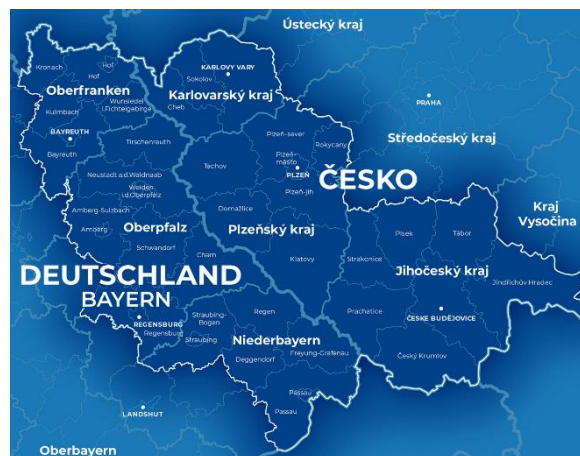 Ústecký kraj
Kronach
Hof
Hof
Oberfranken
Wunsiedel
i.Fichtelgebirge
Kulmbach
BAYREUTH
Bayreuth
KARLOVY VARY
Sokolov
Karlovarský kraj
Cheb
PRAHA
Středočeský kraj
Tirschenreuth
Plzeň-sever
Rokycany
Plzeň-
město
PLZEŇ
Tachov
Plzeň-jih
ČESKO
Neustadt a.d.Waldnaab
Weiden
i.d.Oberpfalz
Kraj
Vysočina
Amberg-Sulzbach
Amberg
Oberpfalz
Schwandorf
Cham
Domažlice
Plzeňský kraj
Klatovy
Písek
Tábor
Strakonice
Jihočeský kraj
Jindřichův Hradec
DEUTSCHLAND
BAYERN
REGENSBURG
Regensburg
Straubing-
Bogen
Straubing
Regen
Niederbayern
Deggendorf
Freyung-Grafenau
Prachatice
ČESKÉ BUDĚJOVICE
Český Krumlov
Passau
Passau
LANDSHUT
Oberbayern